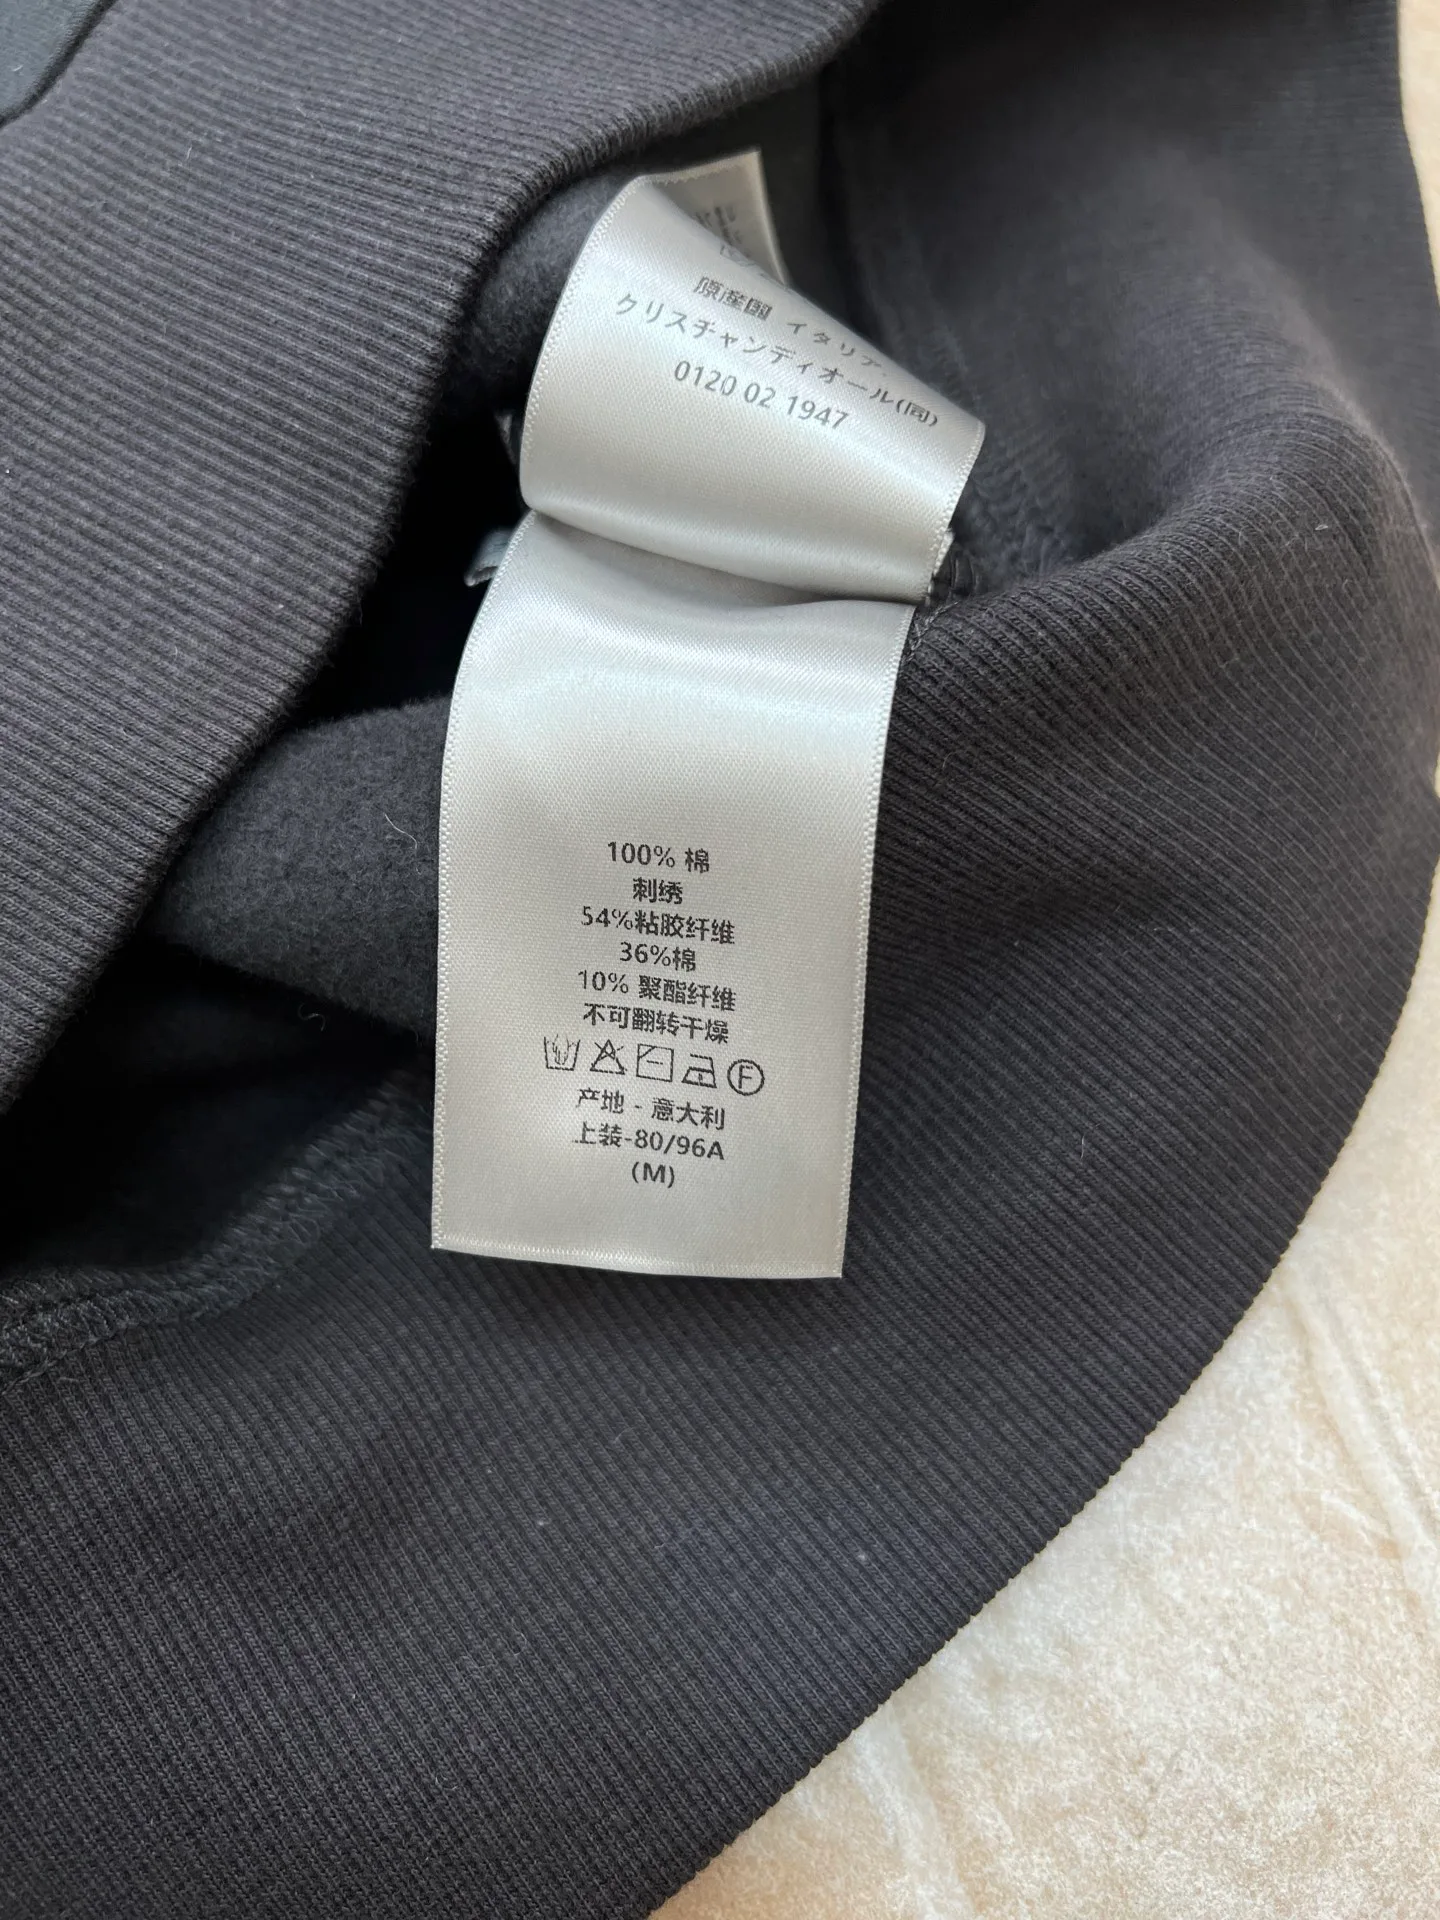 原産国 イタリア
クリスチャンディオール(同)
0120 02 1947
100% 棉
刺绣
54%粘胶纤维
36%棉
10% 聚酯纤维
不可翻转干燥
F
产地 - 意大利
上装-80/96A
(M)